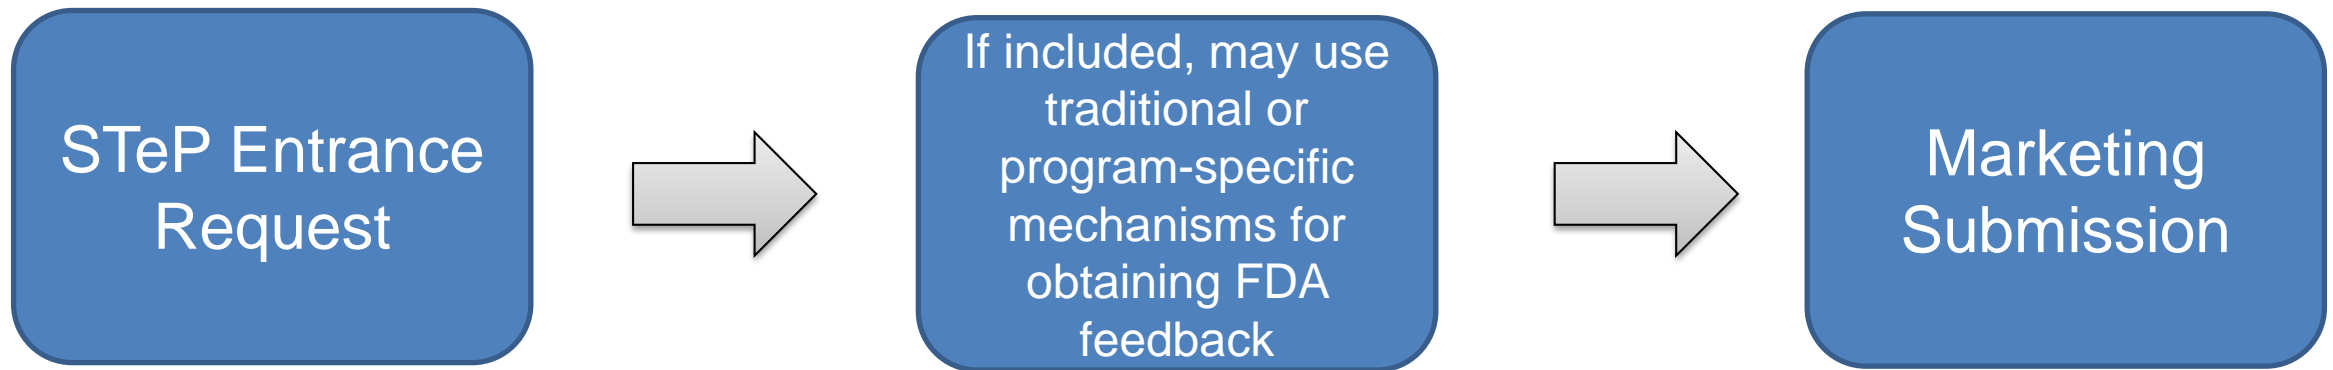 STeP Entrance
Request
If included, may use
traditional or
program-specific
mechanisms for
obtaining FDA
feedback
Marketing
Submission